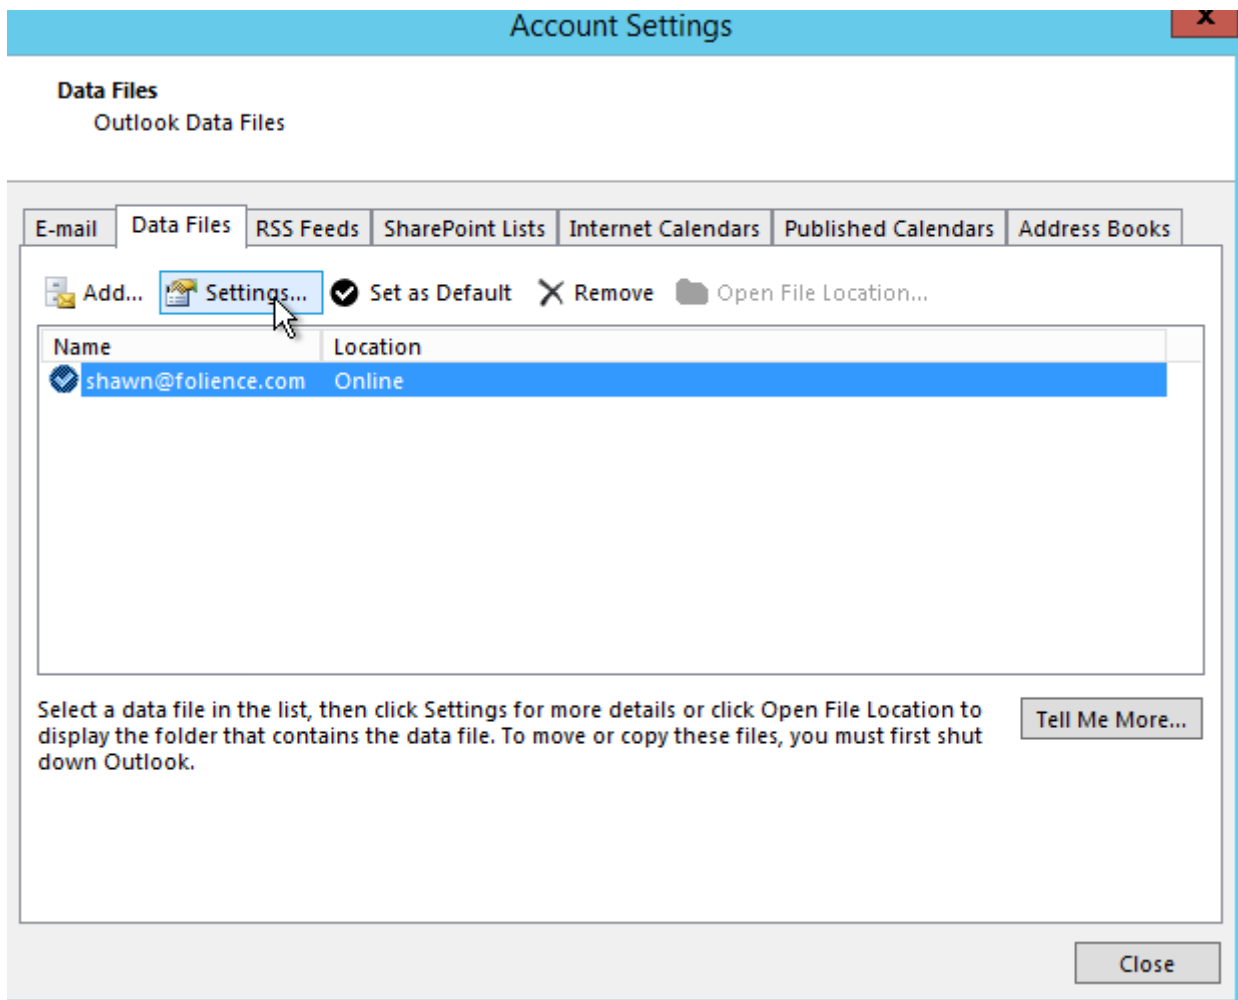 Account Settings
x
Data Files
Outlook Data Files
E-mail Data Files RSS Feeds SharePoint Lists Internet Calendars Published Calendars Address Books
Add... Settings... Set as Default Remove Open File Location...
Name Location
shawn@folience.com Online
Select a data file in the list, then click Settings for more details or click Open File Location to
display the folder that contains the data file. To move or copy these files, you must first shut
down Outlook.
Tell Me More...
Close